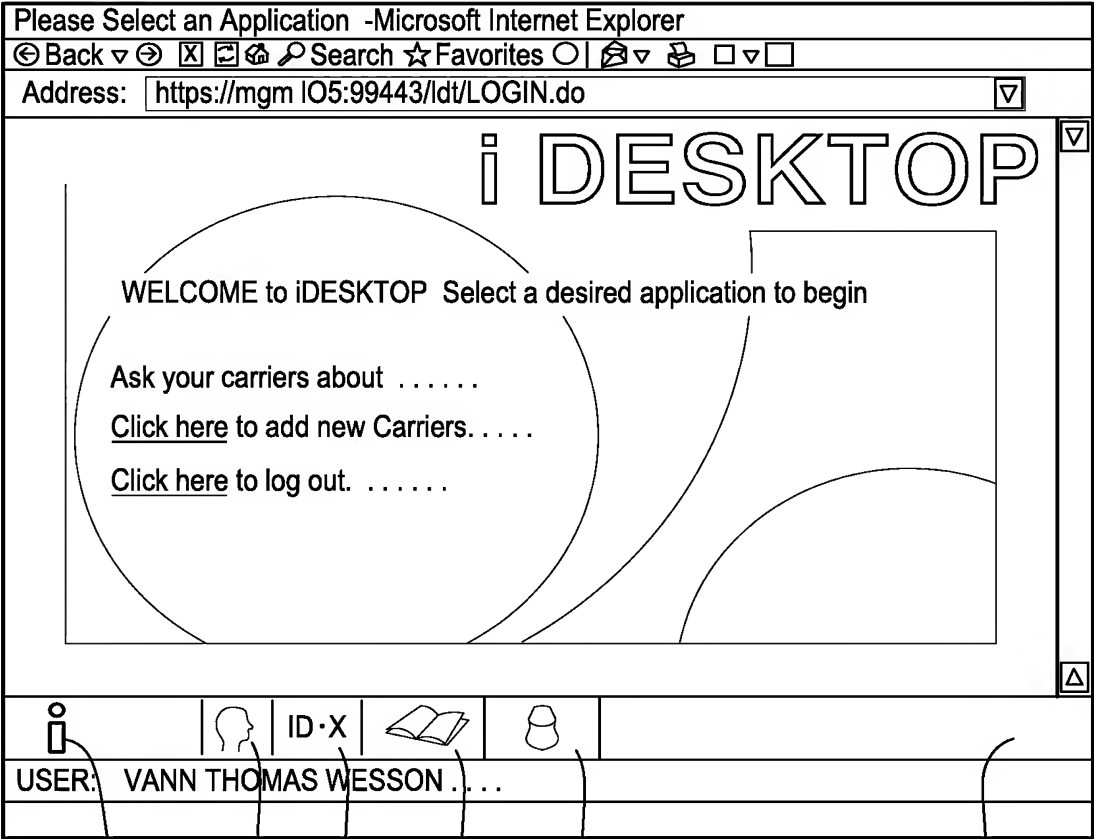 Please Select an Application -Microsoft Internet Explorer
Back Search Favorites
Address: https://mgm IO5:99443/ldt/LOGIN.do
i DESKTOP
WELCOME to iDESKTOP Select a desired application to begin
Ask your carriers about . . . . . .
Click here to add new Carriers. . . . .
Click here to log out. . . . . . .
i ID·X
USER: VANN THOMAS WESSON . . . .